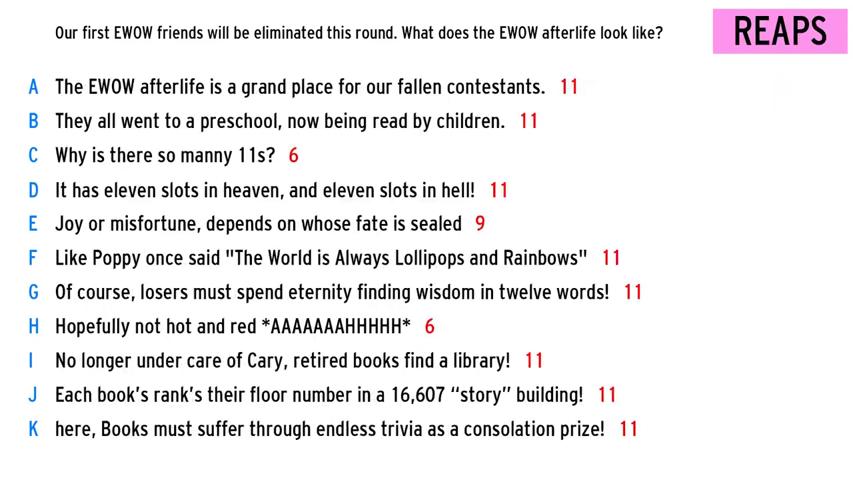 Our first EWOW friends will be eliminated this round. What does the EWOW afterlife look like?
REAPS
A The EWOW afterlife is a grand place for our fallen contestants. 11
B They all went to a preschool, now being read by children. 11
C Why is there so manny 11s? 6
D It has eleven slots in heaven, and eleven slots in hell! 11
E Joy or misfortune, depends on whose fate is sealed 9
F Like Poppy once said "The World is Always Lollipops and Rainbows" 11
G Of course, losers must spend eternity finding wisdom in twelve words! 11
H Hopefully not hot and red *AAAAAAAHHHHH* 6
I No longer under care of Cary, retired books find a library! 11
J Each book’s rank’s their floor number in a 16,607 “story” building! 11
K here, Books must suffer through endless trivia as a consolation prize! 11